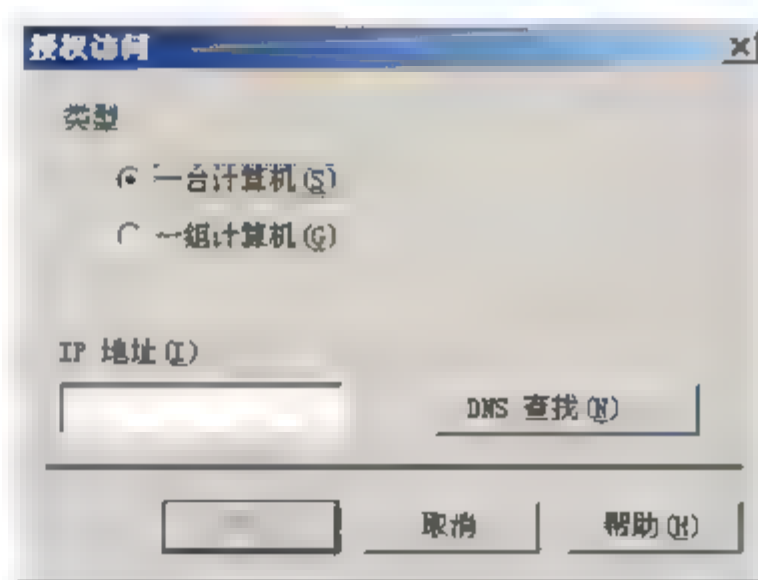 授权访问
类型
一台计算机(S)
一组计算机(G)
IP 地址(I)
DNS 查找(N)
取消
帮助(H)